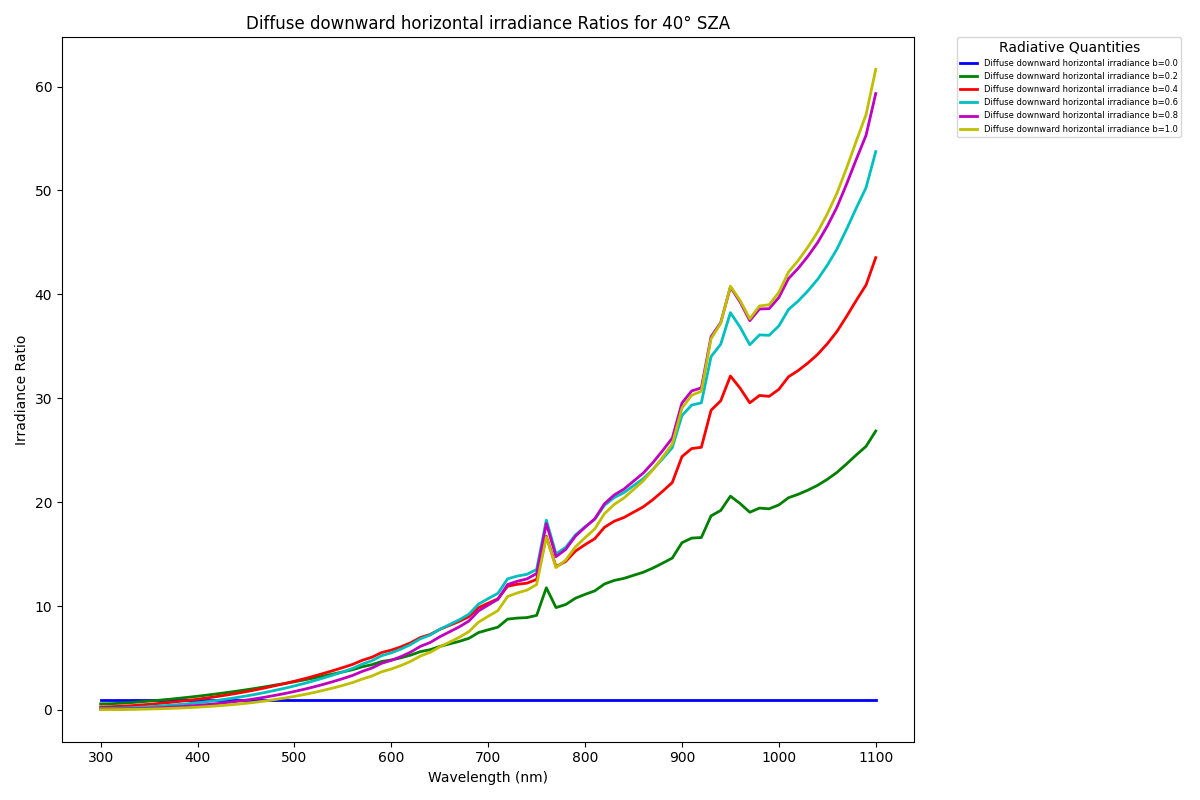 Diffuse downward horizontal irradiance Ratios for 40° SZA
Radiative Quantities
Diffuse downward horizontal irradiance b=0.0
Diffuse downward horizontal irradiance b=0.2
Diffuse downward horizontal irradiance b=0.4
Diffuse downward horizontal irradiance b=0.6
Diffuse downward horizontal irradiance b=0.8
Diffuse downward horizontal irradiance b=1.0
Irradiance Ratio
60
50
40
30
20
10
0
300 400 500 600 700 800 900 1000 1100
Wavelength (nm)